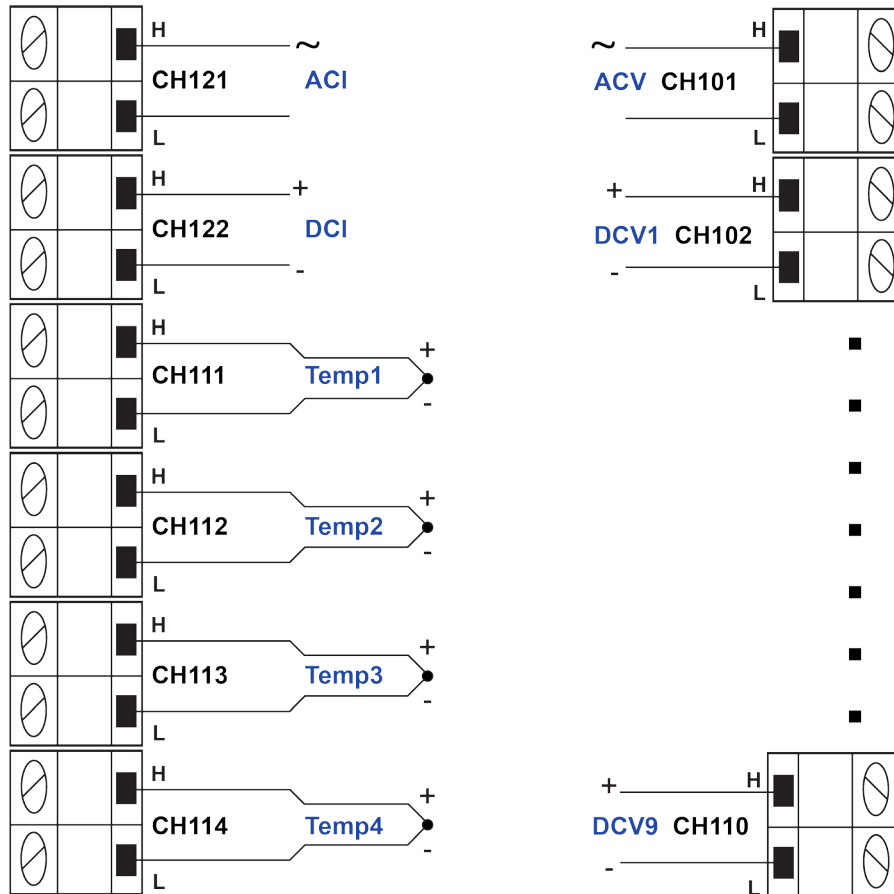 H
~
CH121 ACI
L
H
+
CH122 DCI
-
L
H
+
CH111 Temp1
-
L
H
+
CH112 Temp2
-
L
H
+
CH113 Temp3
-
L
H
+
CH114 Temp4
-
L
~
H
ACV CH101
L
+
H
DCV1 CH102
-
L
+
H
DCV9 CH110
-
L